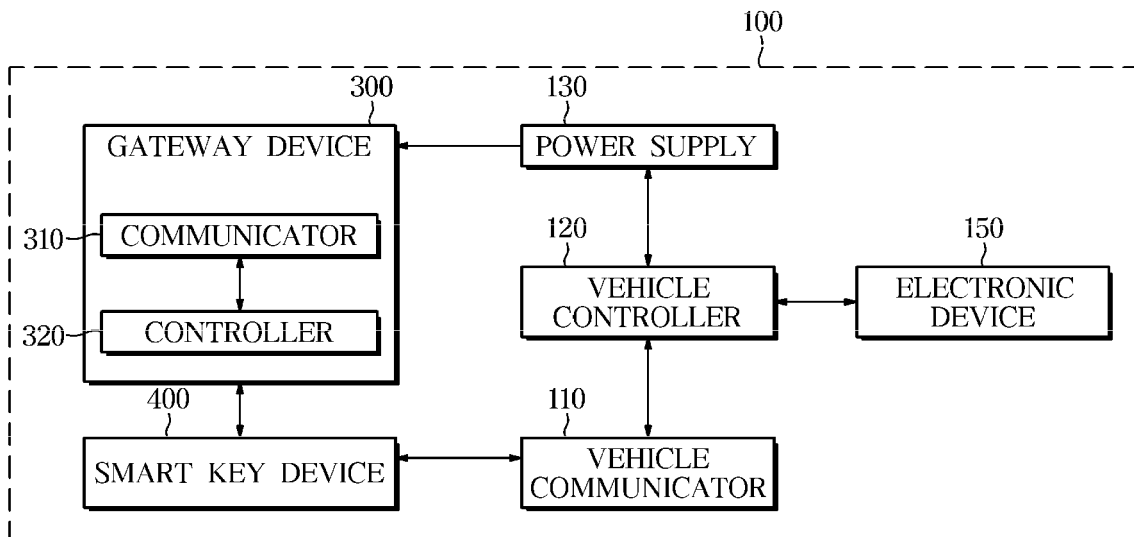 100
300
130
GATEWAY DEVICE
POWER SUPPLY
310
COMMUNICATOR
120
150
VEHICLE
CONTROLLER
ELECTRONIC
DEVICE
320
CONTROLLER
400
110
SMART KEY DEVICE
VEHICLE
COMMUNICATOR